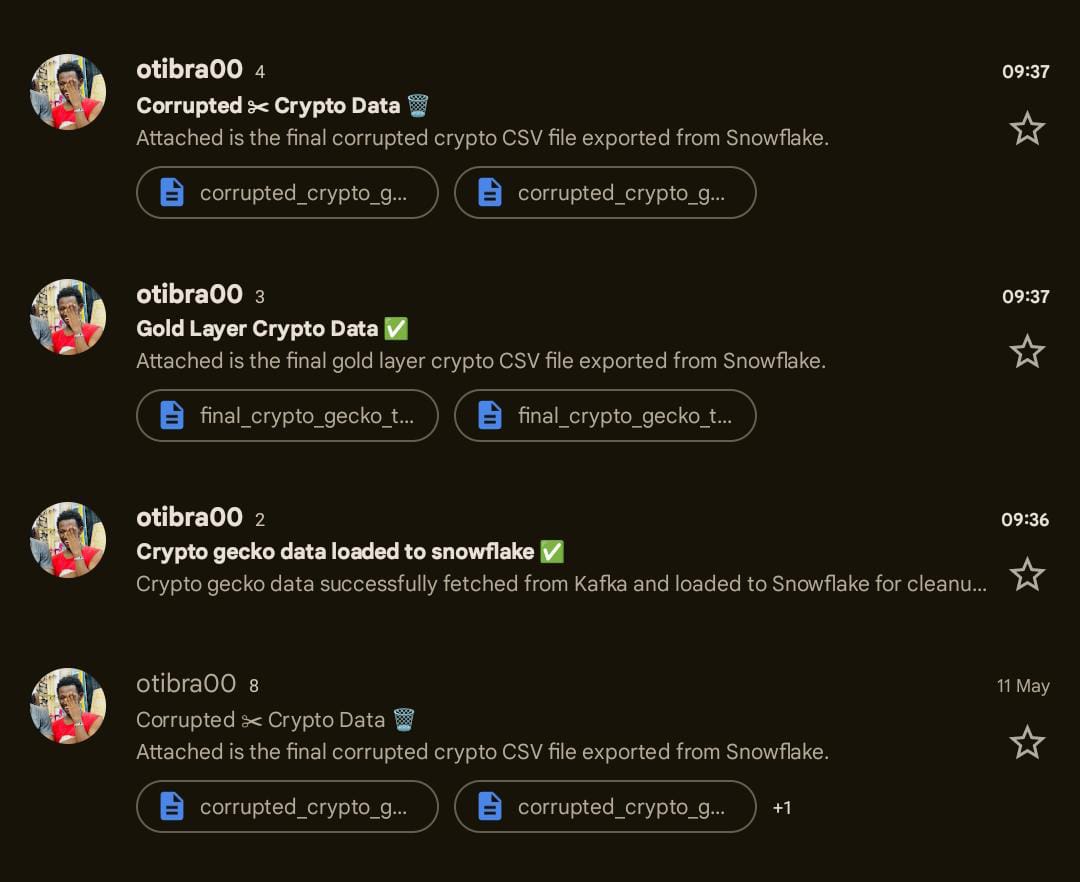 otibra00 4 09:37
Corrupted ✂ Crypto Data 🗑️
Attached is the final corrupted crypto CSV file exported from Snowflake.
corrupted_crypto_g... corrupted_crypto_g...
otibra00 3 09:37
Gold Layer Crypto Data ✅
Attached is the final gold layer crypto CSV file exported from Snowflake.
final_crypto_gecko_t... final_crypto_gecko_t...
otibra00 2 09:36
Crypto gecko data loaded to snowflake ✅
Crypto gecko data successfully fetched from Kafka and loaded to Snowflake for cleanu...
otibra00 8 11 May
Corrupted ✂ Crypto Data 🗑️
Attached is the final corrupted crypto CSV file exported from Snowflake.
corrupted_crypto_g... corrupted_crypto_g... +1